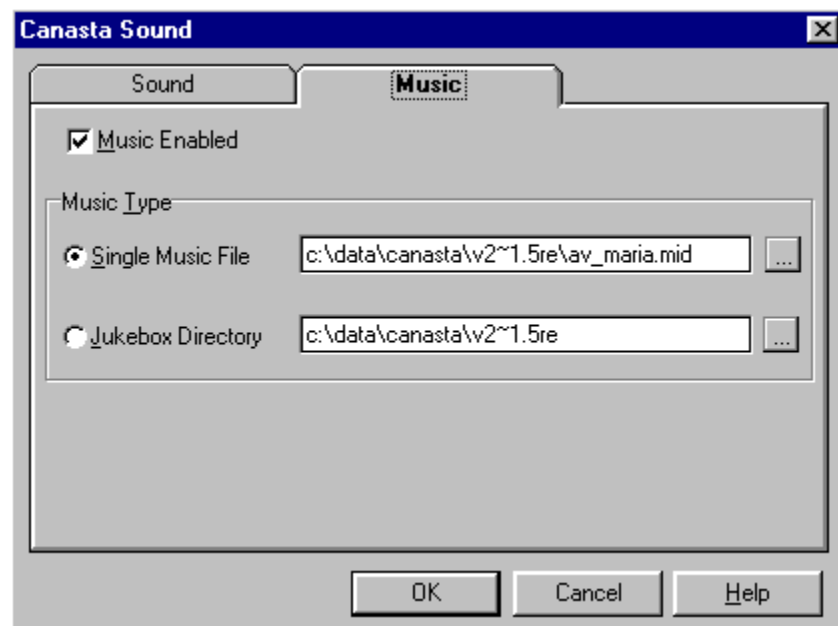 Canasta Sound
Sound Music
Music Enabled
Music Type
Single Music File c:\data\canasta\v2~1.5re\av_maria.mid ...
Jukebox Directory c:\data\canasta\v2~1.5re ...
OK Cancel Help